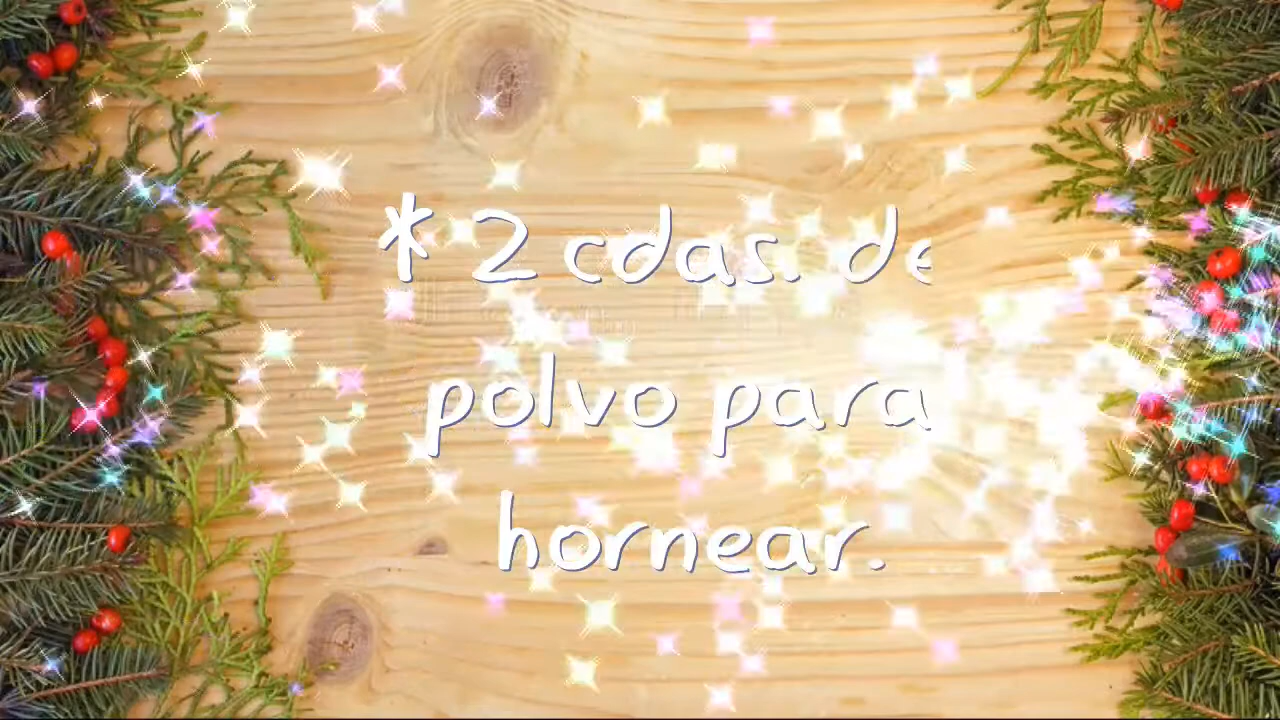 * 2 cdas. de
polvo para
hornear.